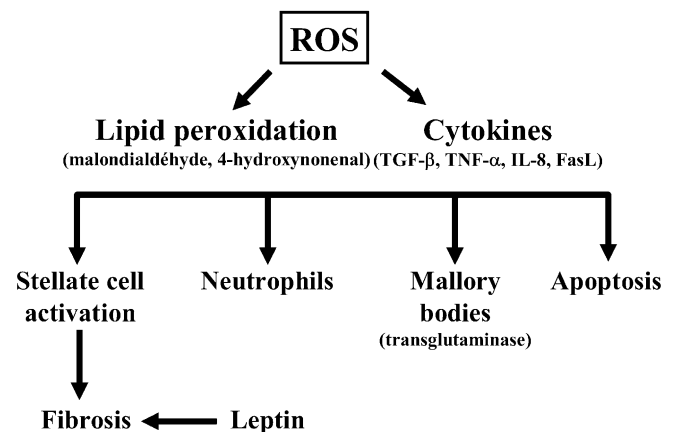 ROS
Lipid peroxidation
Cytokines
(malondialdéhyde, 4-hydroxynonenal)
(TGF-β, TNF-α, IL-8, FasL)
Stellate cell
activation
Neutrophils
Mallory
bodies
(transglutaminase)
Apoptosis
Fibrosis
Leptin